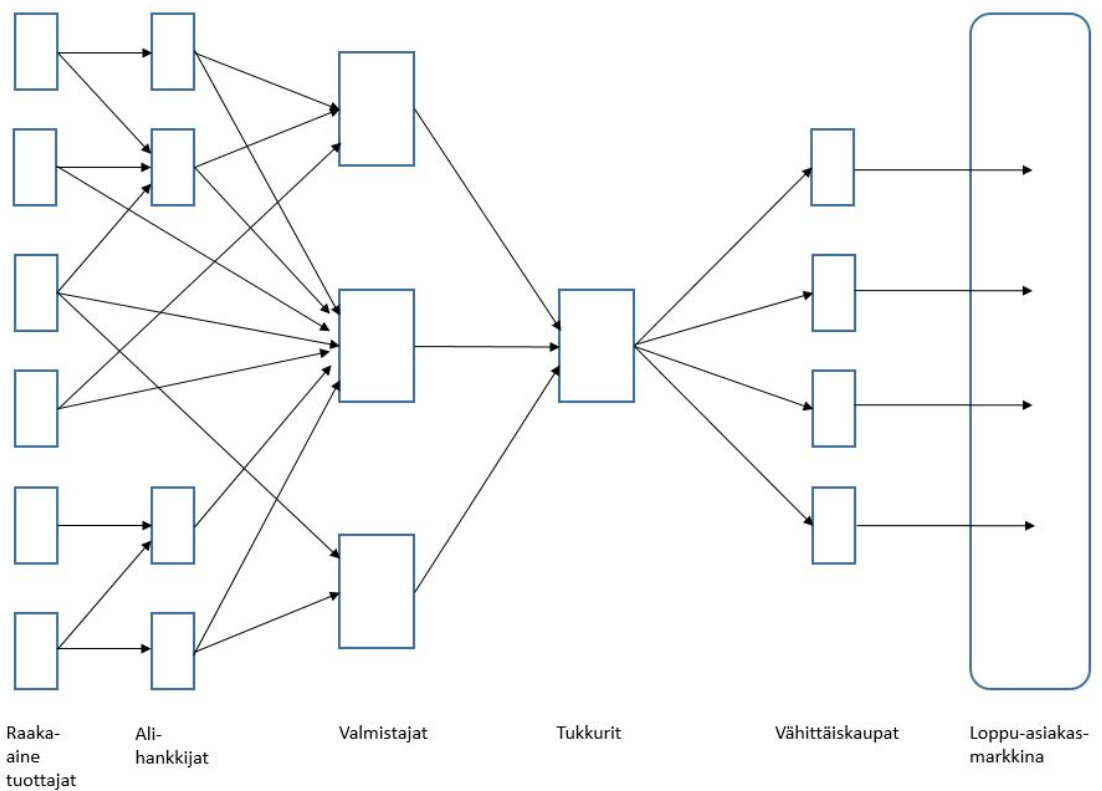 Raaka-
aine
tuottajat
Ali-
hankkijat
Valmistajat
Tukkurit
Vähittäiskaupat
Loppu-asiakas-
markkina